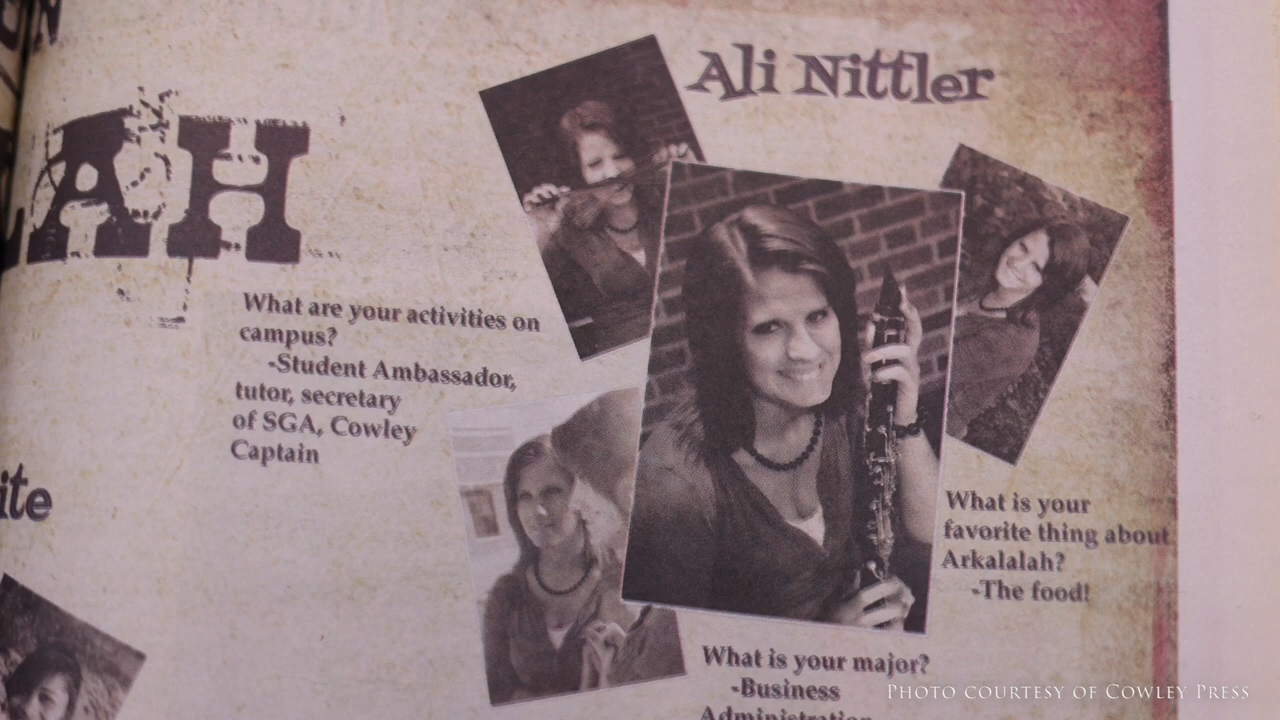 AH
Ali Nittler
What are your activities on
campus?
-Student Ambassador,
tutor, secretary
of SGA, Cowley
Captain
ite
What is your
favorite thing about
Arkalalah?
-The food!
What is your major?
-Business
Administration
Photo courtesy of Cowley Press